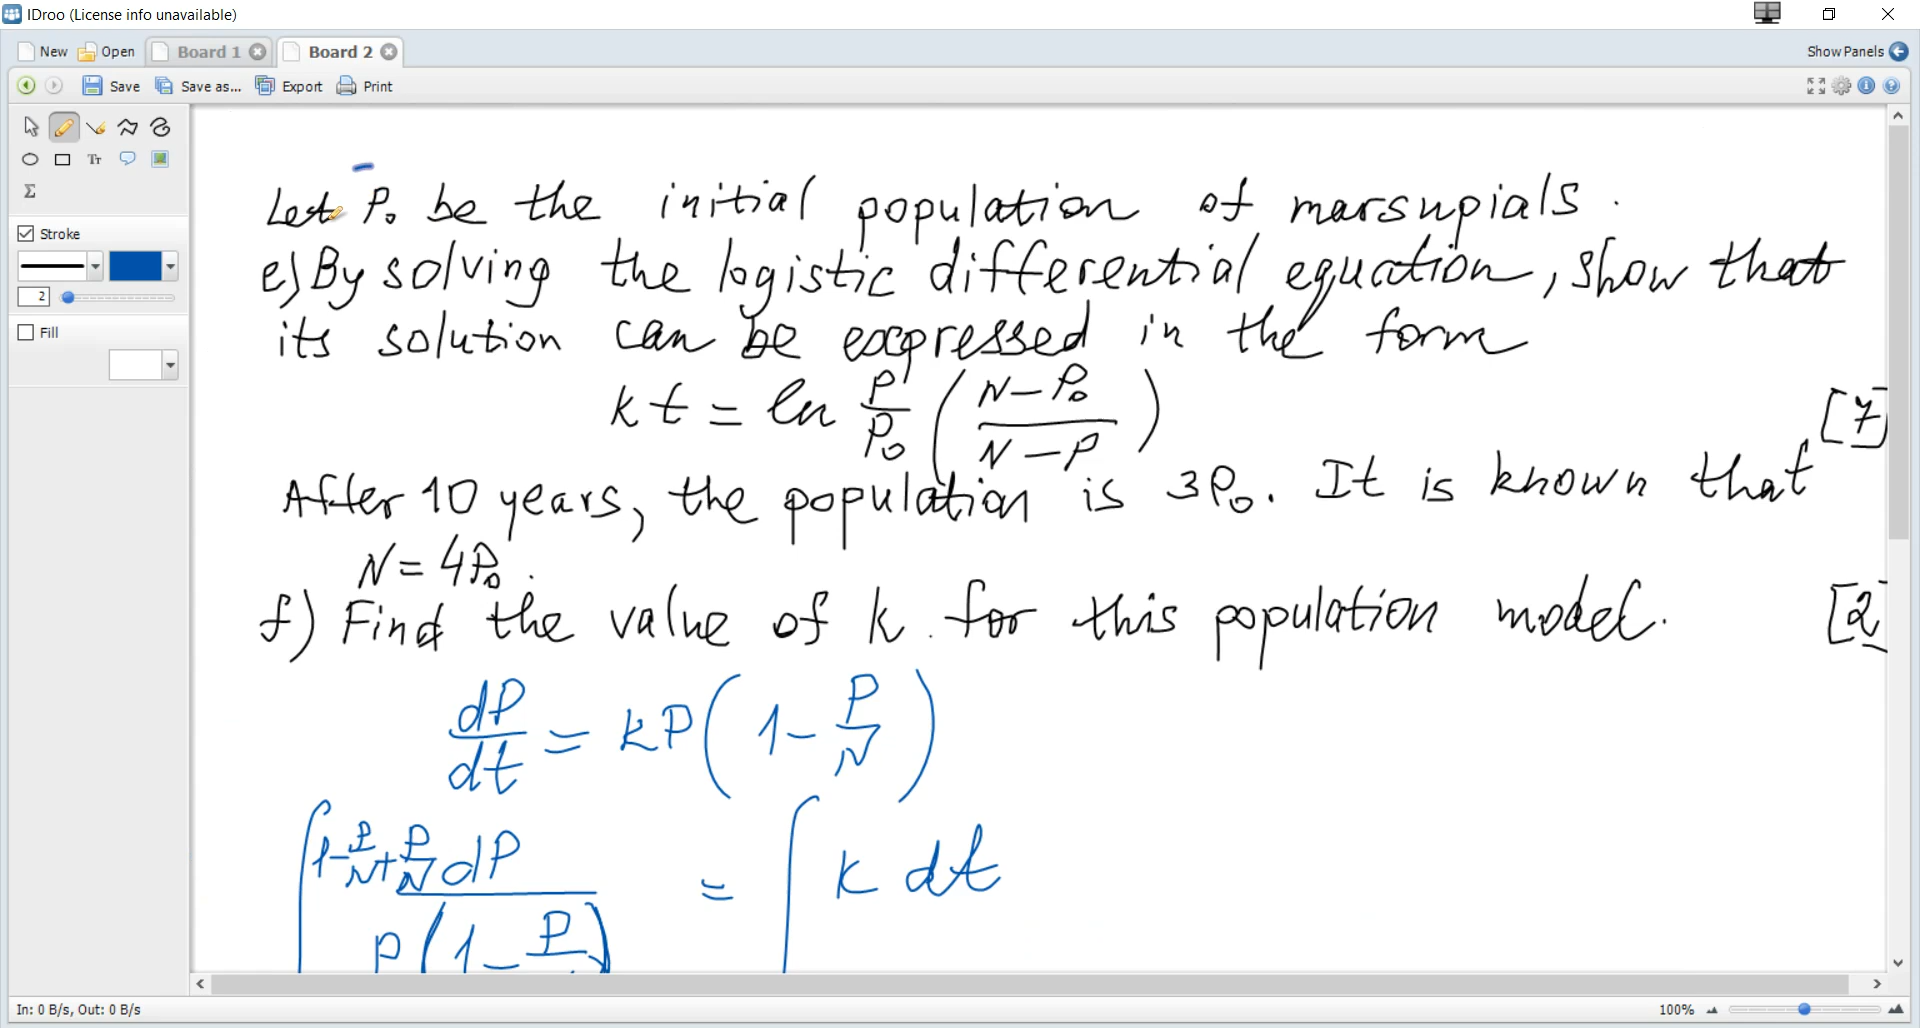 IDroo (License info unavailable)
New Open Board 1 Board 2 Show Panels
Save Save as... Export Print
Tт
Σ
Stroke
2
Fill
Let P₀ be the initial population of marsupials.
e) By solving the logistic differential equation, show that
its solution can be expressed in the form
kt = ln P/P₀ ((N-P₀)/(N-P)) [7]
After 10 years, the population is 3P₀. It is known that
N = 4P₀.
f) Find the value of k for this population model. [2]
dP/dt = kP(1 - P/N)
∫ (1 - P/N + P/N dP)/(P(1 - P/ = ∫ k dt
In: 0 B/s, Out: 0 B/s 100%